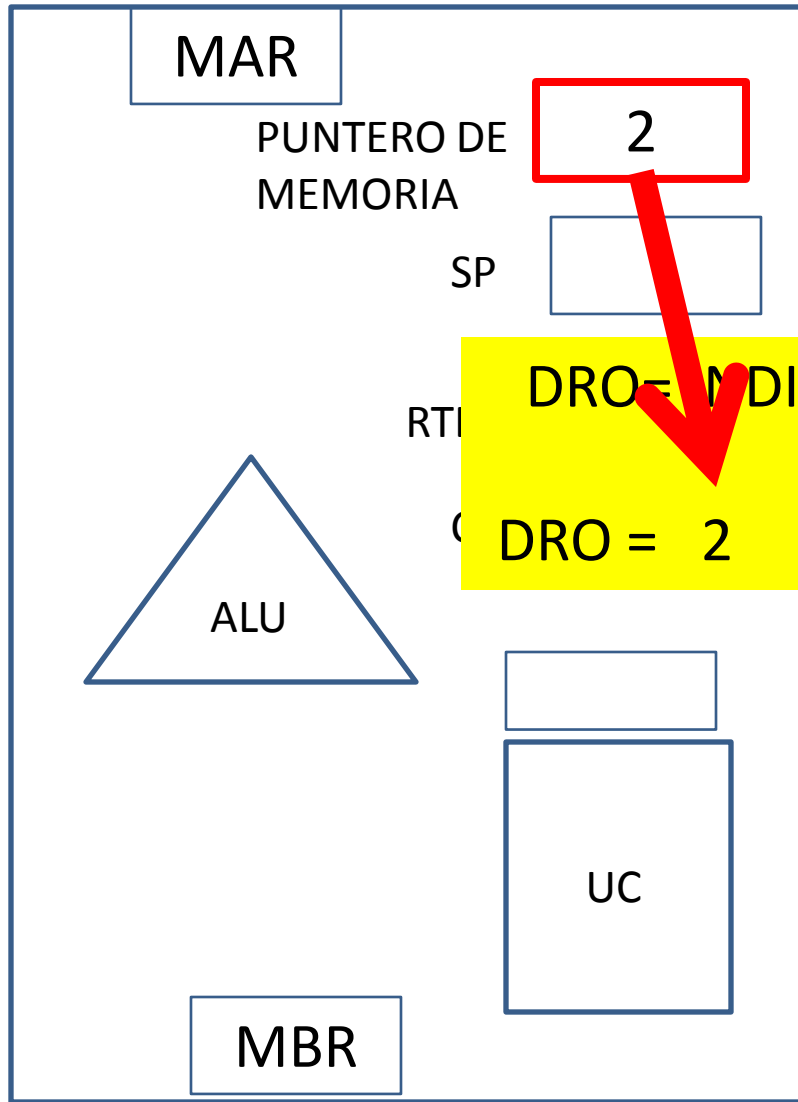 MAR
PUNTERO DE
MEMORIA
2
SP
DRO=
DRO = 2
ALU
UC
MBR